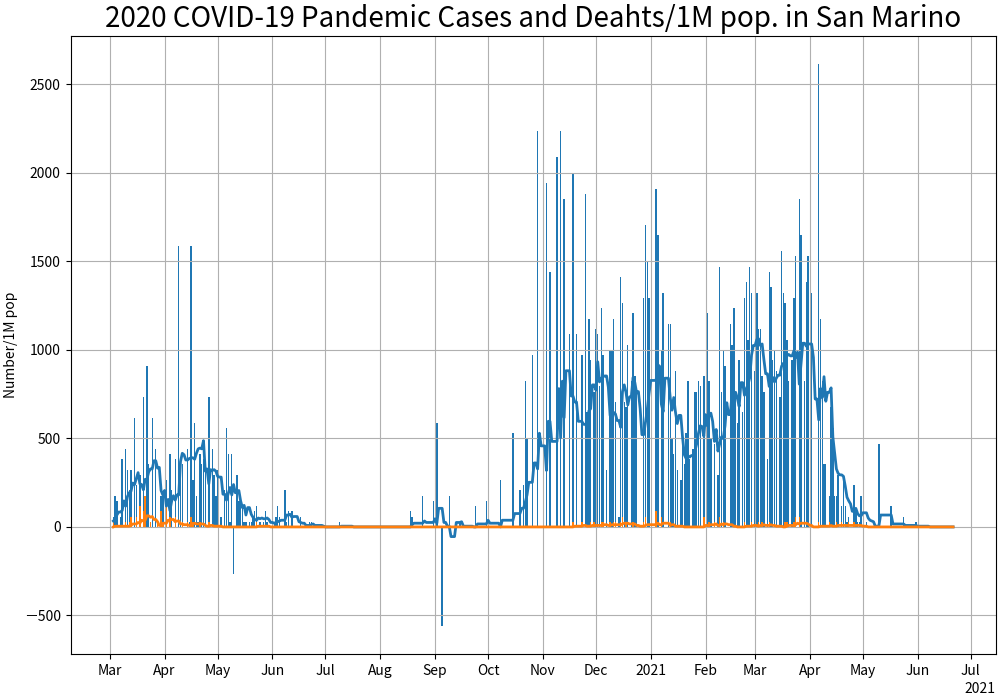 2020 COVID-19 Pandemic Cases and Deahts/1M pop. in San Marino
Number/1M pop
2500
2000
1500
1000
500
0
−500
Mar Apr May Jun Jul Aug Sep Oct Nov Dec 2021 Feb Mar Apr May Jun Jul
2021